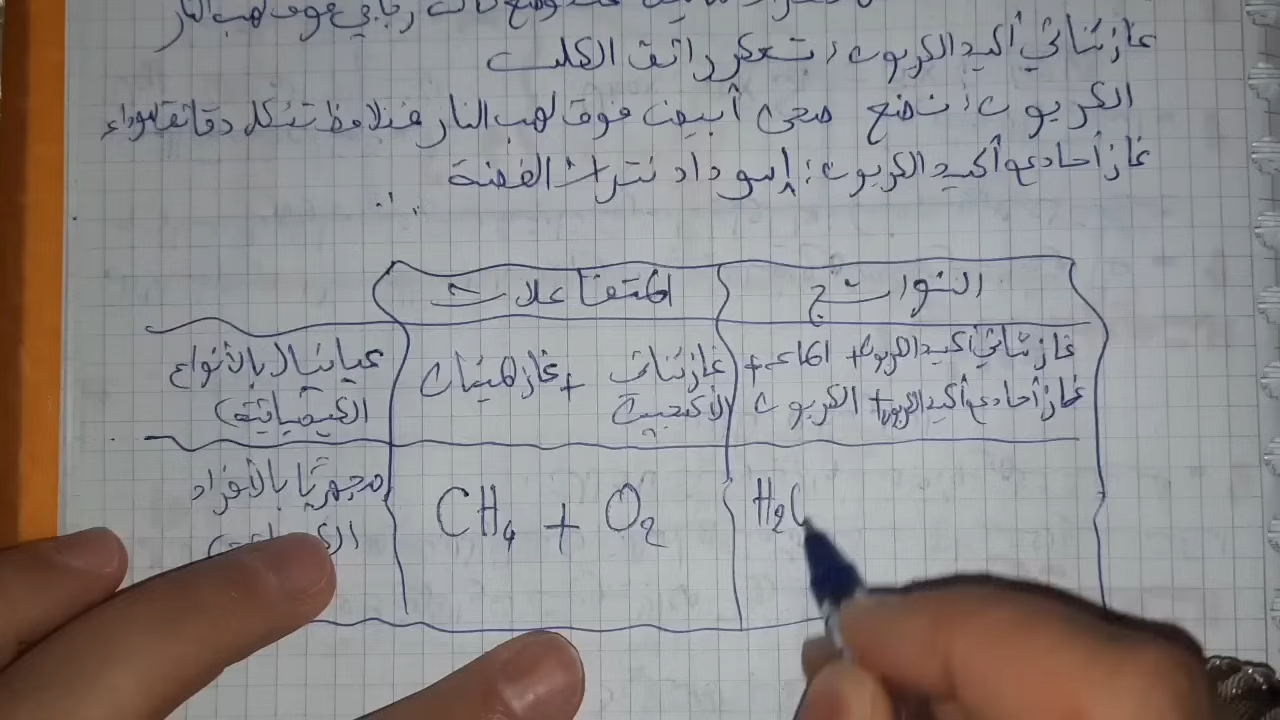 غاز ثنائي أكسيد الكربون: بتعكر رائق الكلس
الكربون: نضع صحن أبيض فوق لهب النار فنلاحظ تشكل دقائق سوداء
غاز أحادي أكسيد الكربون: إسوداد نترات الفضة
المتفاعلات النواتج
عيانيا (بالأنواع الكيميائية)
غاز ثنائي الأكسجين + غاز الميثان
غاز ثنائي أكسيد الكربون + الماء +
غاز أحادي أكسيد الكربون + الكربون
مجهريًا بالأفراد
CH4 + O2
H2O